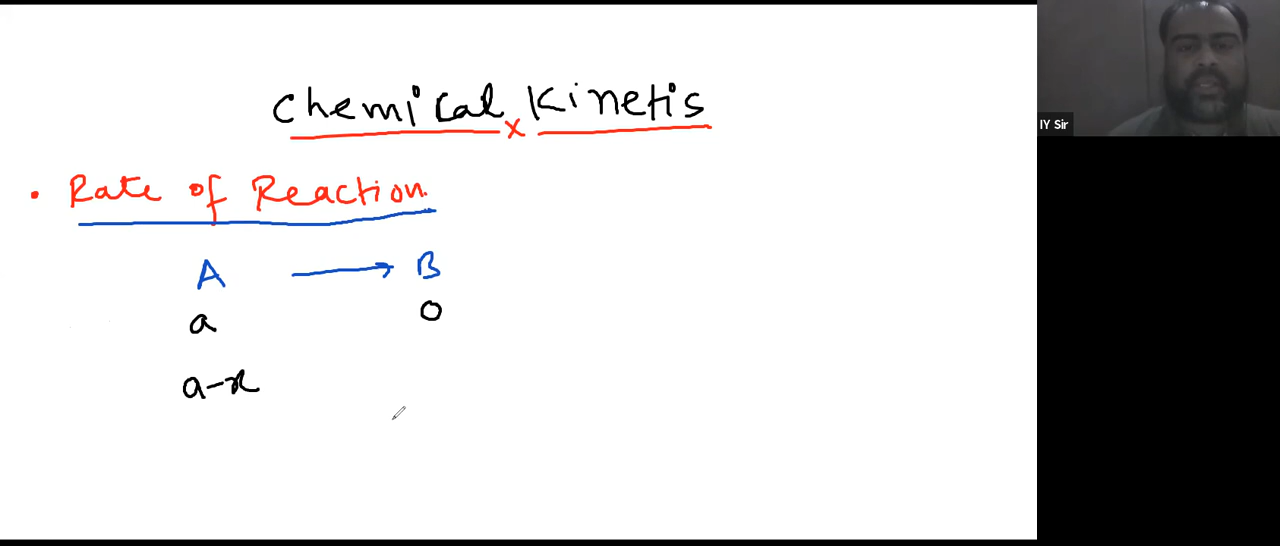 Chemical Kinetis
x
IY Sir
• Rate of Reaction.
A → B
a 0
a-x